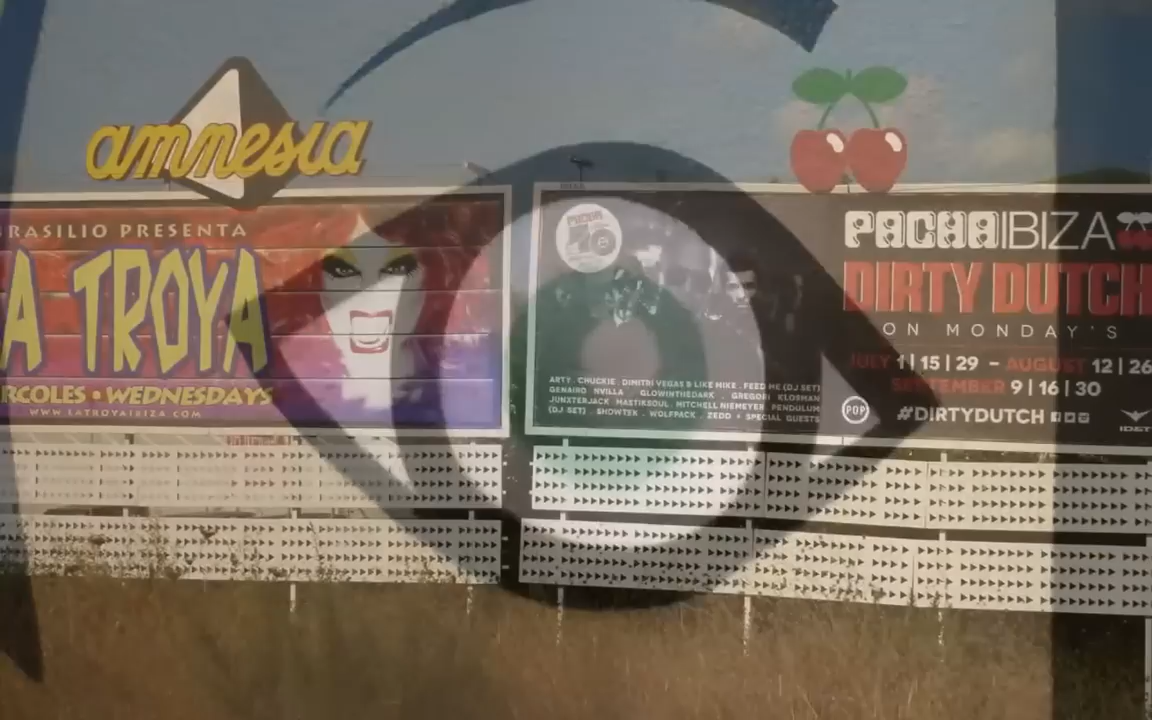 amnesia
BRASILIO PRESENTA
A TROYA
RCOLES • WEDNESDAYS
WWW.LATROYAIBIZA.COM
PACHA
ARTY . CHUCKIE . DIMITRI VEGAS & LIKE MIKE . FEED ME (DJ SET)
GENAIRO NVILLA GLOWINTHEDARK . GREGORI KLOSMAN
JUNXTERJACK MASTIKSOUL . MITCHELL NIEMEYER PENDULUM
(DJ SET) . SHOWTEK . WOLFPACK . ZEDD + SPECIAL GUESTS
PACHAIBIZA
DIRTY DUTCH
ON MONDAY'S
JULY 1|15|29 - AUGUST 12|26
SEPTEMBER 9|16|30
POP
#DIRTYDUTCH